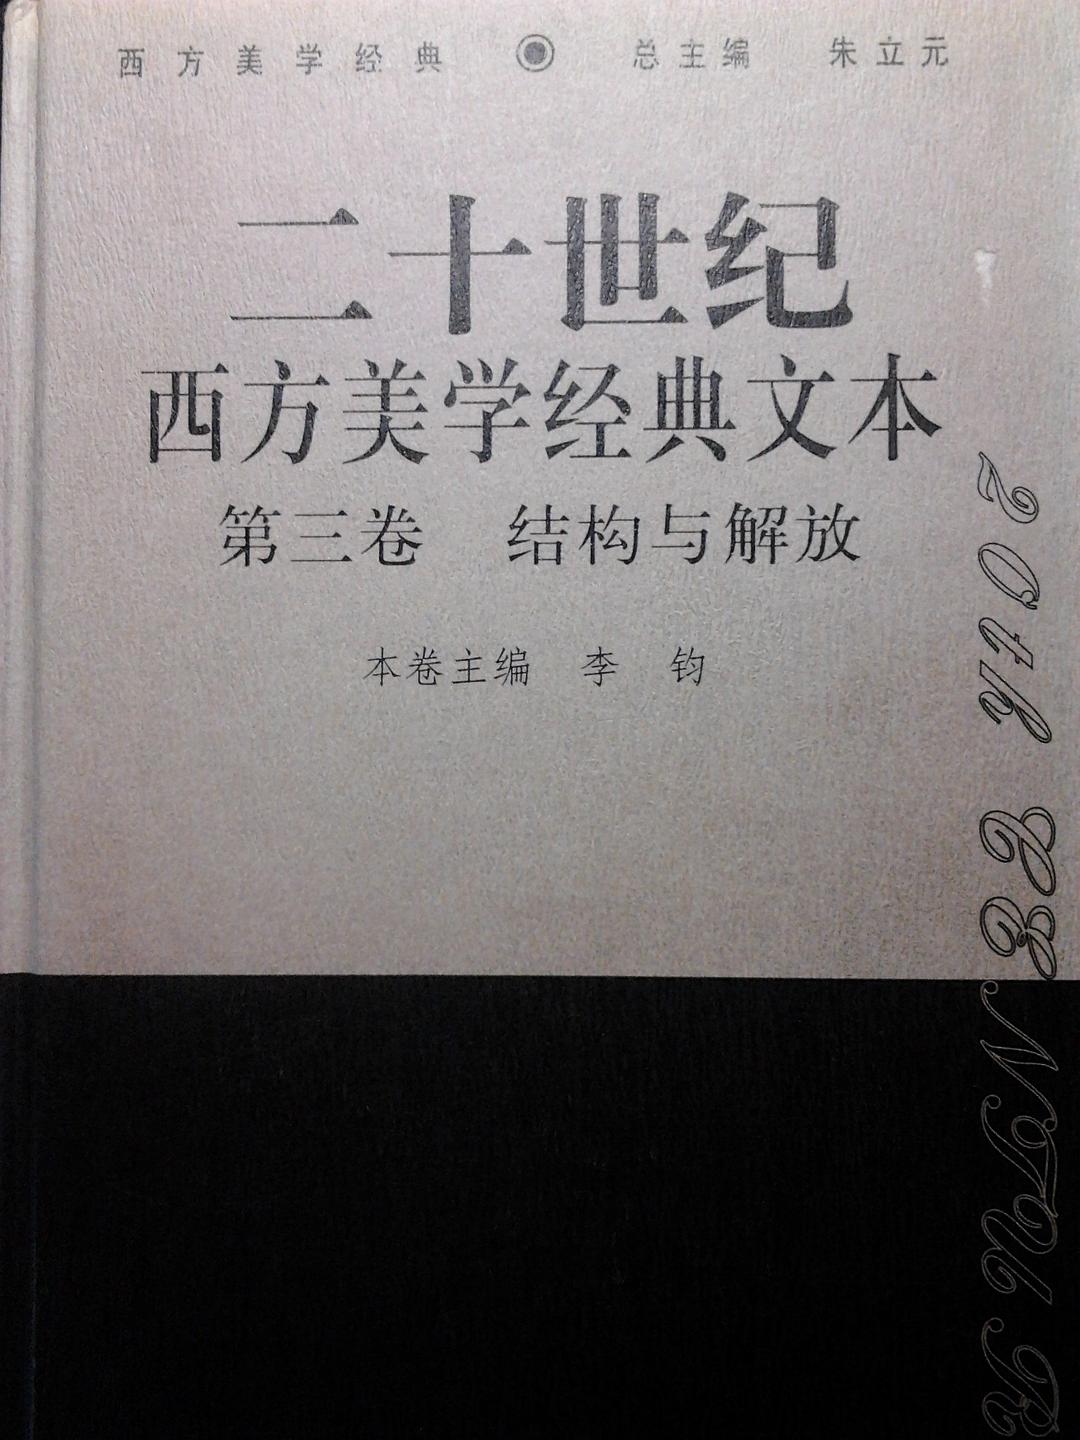 西方美学经典 总主编 朱立元
二十世纪
西方美学经典文本
第三卷 结构与解放
本卷主编 李 钧
20th CENTUR